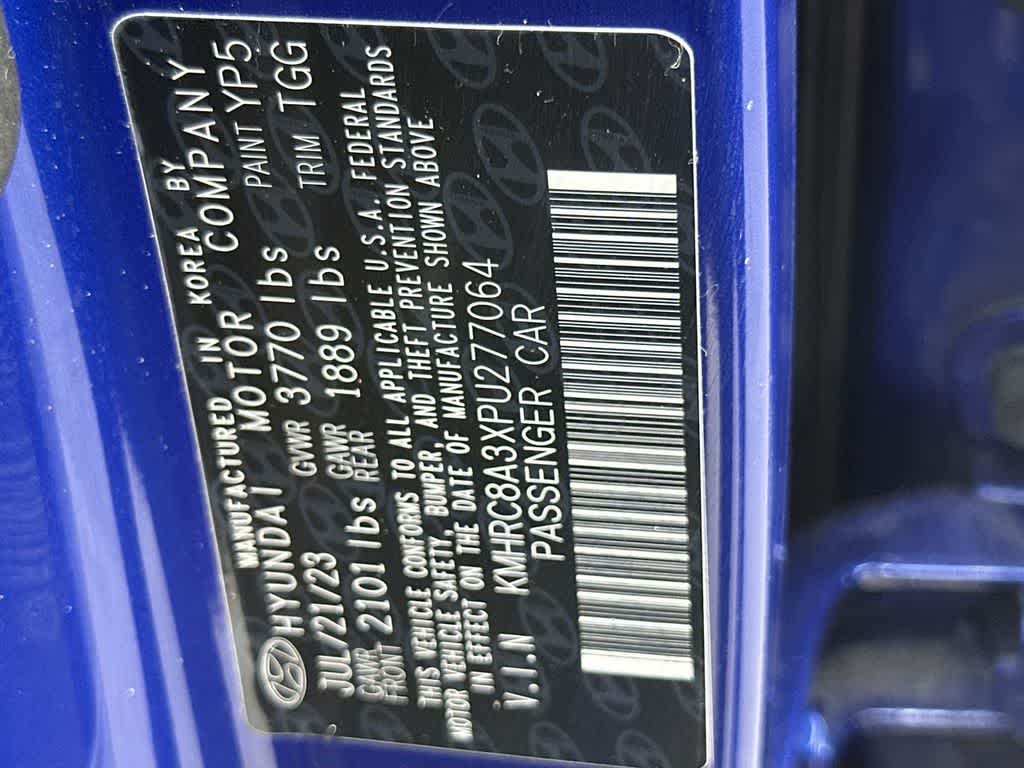 MANUFACTURED IN KOREA BY
HYUNDAI MOTOR COMPANY
JUL/21/23 GVWR 3770 lbs PAINT YP5
GAWR FRONT 2101 lbs GAWR REAR 1889 lbs TRIM TGG
THIS VEHICLE CONFORMS TO ALL APPLICABLE U.S.A. FEDERAL
MOTOR VEHICLE SAFETY, BUMPER, AND THEFT PREVENTION STANDARDS
IN EFFECT ON THE DATE OF MANUFACTURE SHOWN ABOVE.
V.I.N KMHRC8A3XPU277064
PASSENGER CAR